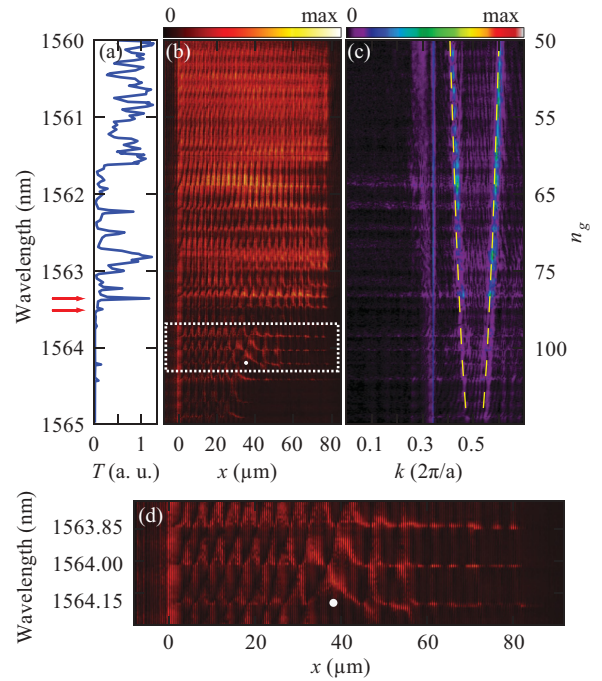 0 max 0 max
(a) (b) (c)
1560
1561
1562
1563
1564
1565
Wavelength (nm)
50
55
65
75
100
n_g
0 1
T (a. u.)
0 20 40 60 80
x (µm)
0.1 0.3 0.5
k (2π/a)
(d)
1563.85
1564.00
1564.15
Wavelength (nm)
0 20 40 60 80
x (µm)